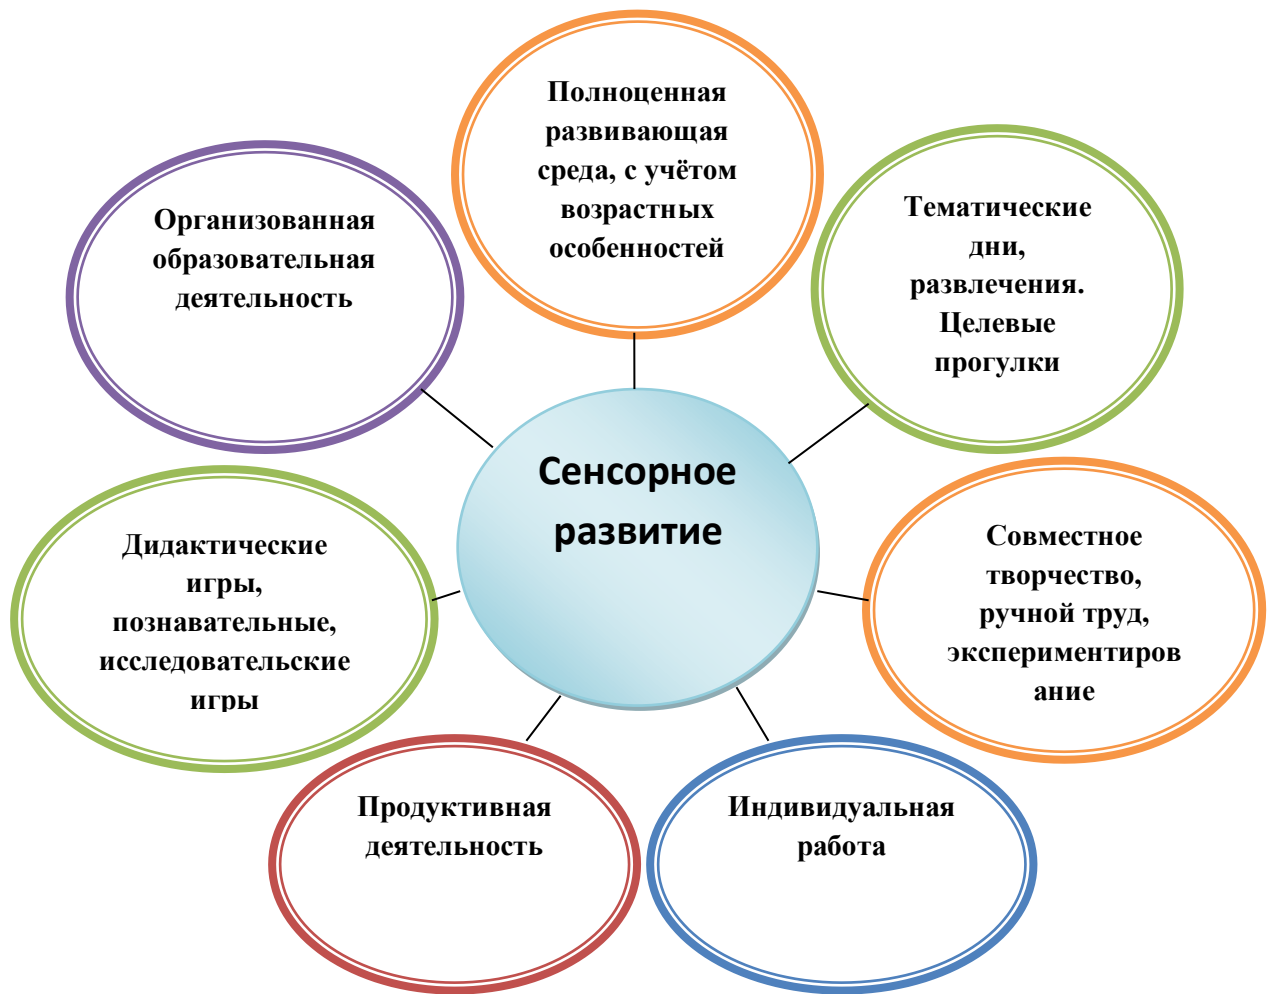 Полноценная
развивающая
среда, с учётом
возрастных
особенностей
Организованная
образовательная
деятельность
Тематические
дни,
развлечения.
Целевые
прогулки
Сенсорное
развитие
Дидактические
игры,
познавательные,
исследовательские
игры
Совместное
творчество,
ручной труд,
экспериментиров
ание
Продуктивная
деятельность
Индивидуальная
работа